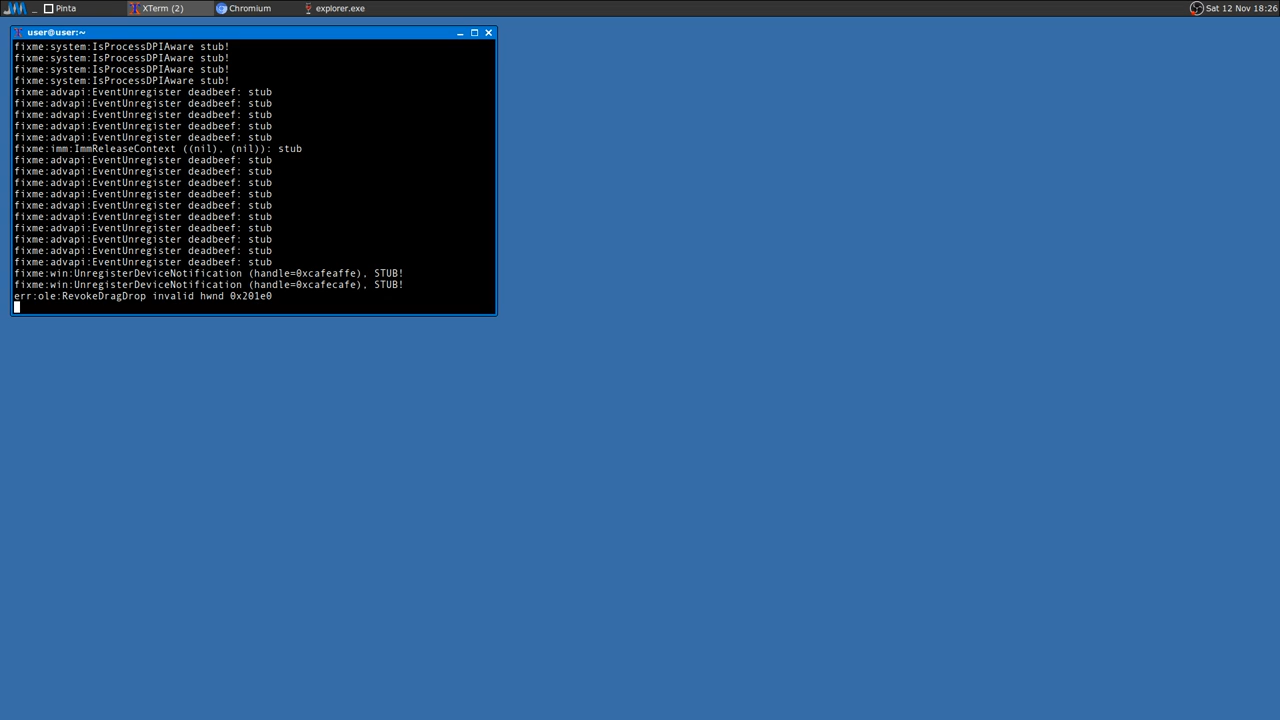 _ Pinta XTerm (2) Chromium explorer.exe Sat 12 Nov 18:26
user@user:~
fixme:system:IsProcessDPIAware stub!
fixme:system:IsProcessDPIAware stub!
fixme:system:IsProcessDPIAware stub!
fixme:system:IsProcessDPIAware stub!
fixme:advapi:EventUnregister deadbeef: stub
fixme:advapi:EventUnregister deadbeef: stub
fixme:advapi:EventUnregister deadbeef: stub
fixme:advapi:EventUnregister deadbeef: stub
fixme:advapi:EventUnregister deadbeef: stub
fixme:imm:ImmReleaseContext ((nil), (nil)): stub
fixme:advapi:EventUnregister deadbeef: stub
fixme:advapi:EventUnregister deadbeef: stub
fixme:advapi:EventUnregister deadbeef: stub
fixme:advapi:EventUnregister deadbeef: stub
fixme:advapi:EventUnregister deadbeef: stub
fixme:advapi:EventUnregister deadbeef: stub
fixme:advapi:EventUnregister deadbeef: stub
fixme:advapi:EventUnregister deadbeef: stub
fixme:advapi:EventUnregister deadbeef: stub
fixme:advapi:EventUnregister deadbeef: stub
fixme:win:UnregisterDeviceNotification (handle=0xcafeaffe), STUB!
fixme:win:UnregisterDeviceNotification (handle=0xcafecafe), STUB!
err:ole:RevokeDragDrop invalid hwnd 0x201e0